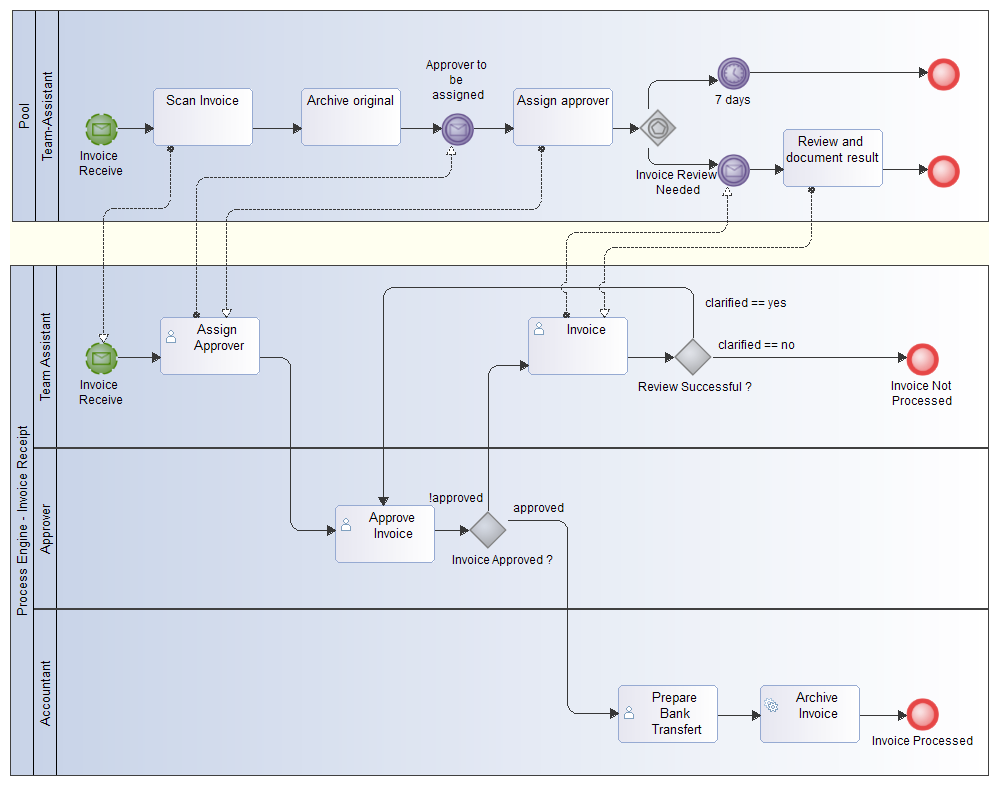 Pool
Team-Assistant
Invoice
Receive
Scan Invoice
Archive original
Approver to
be
assigned
Assign approver
7 days
Invoice Review
Needed
Review and
document result
Process Engine - Invoice Receipt
Team Assistant
Invoice
Receive
Assign
Approver
Invoice
clarified == yes
clarified == no
Review Successful ?
Invoice Not
Processed
Approver
Approve
Invoice
!approved
approved
Invoice Approved ?
Accountant
Prepare
Bank
Transfert
Archive
Invoice
Invoice Processed